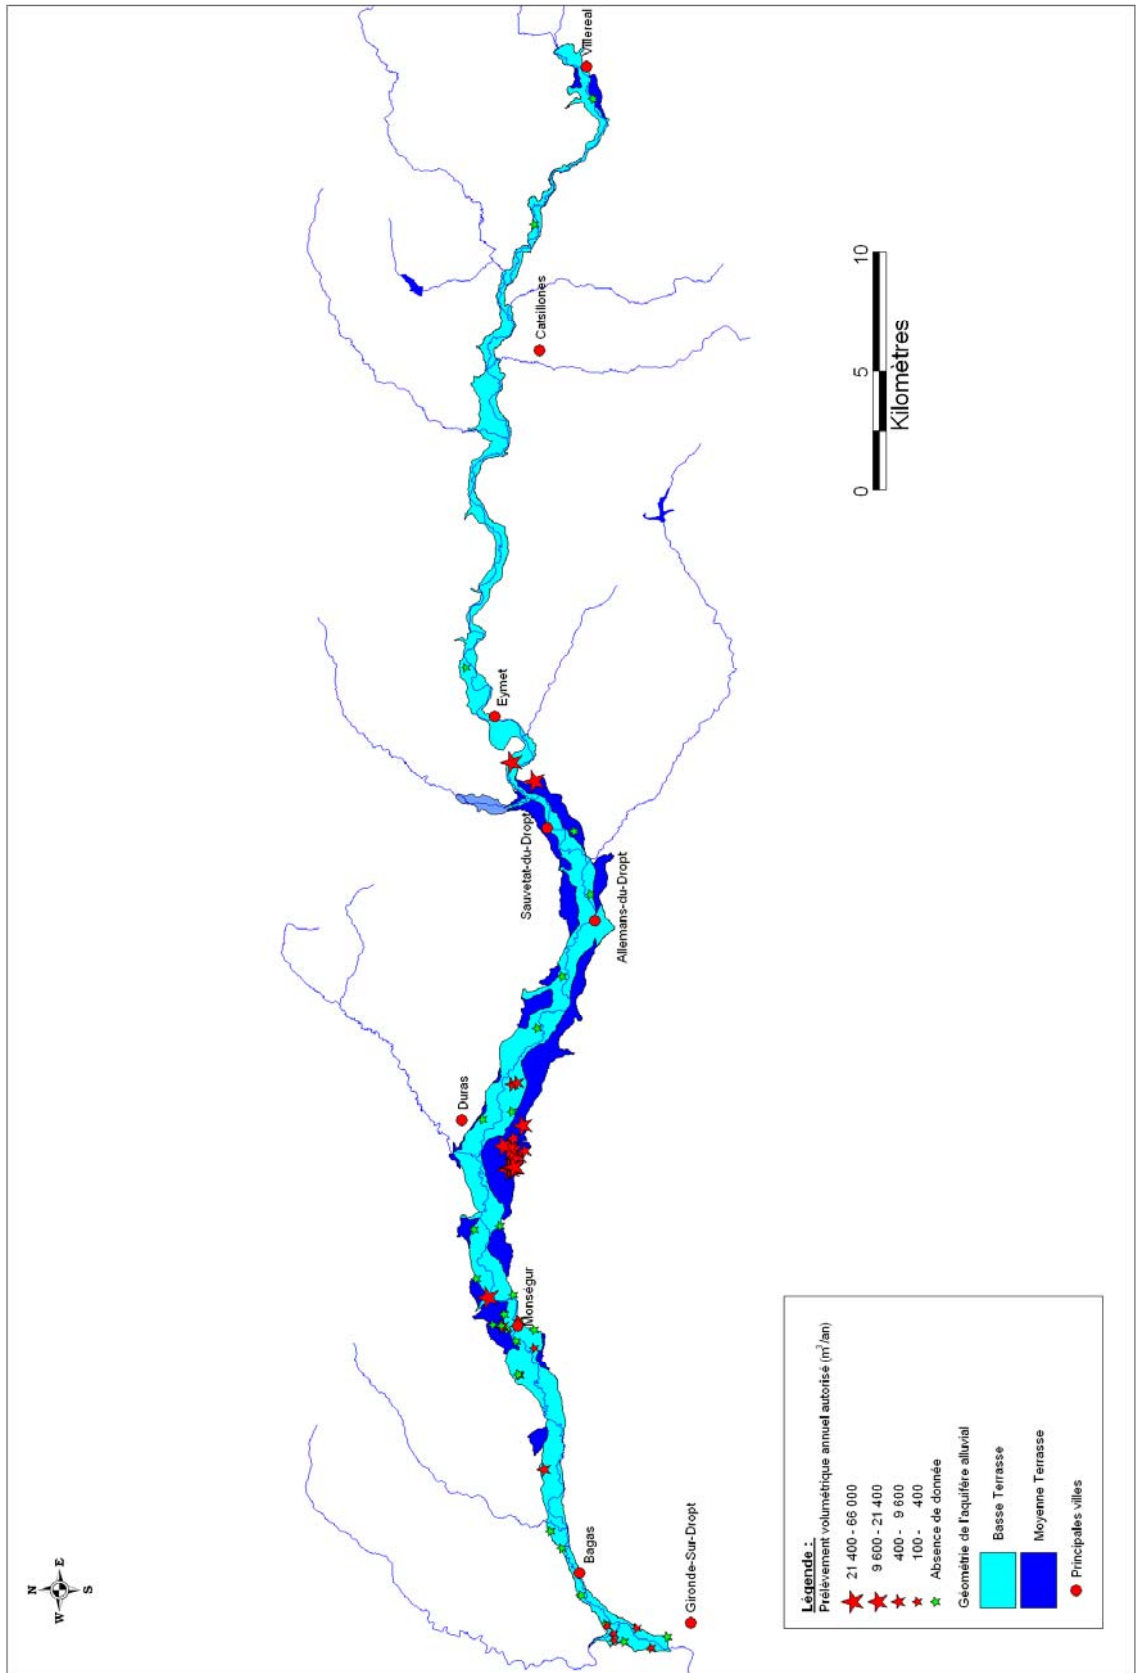 Villereal
Catsillones
Eymet
Sauvetat-du-Dropt
Allemans-du-Dropt
Duras
Monségur
Bagas
Gironde-Sur-Dropt
0 5 10
Kilomètres
N
W E
S
Légende :
Prélèvement volumétrique annuel autorisé (m³/an)
21 400 - 66 000
9 600 - 21 400
400 - 9 600
100 - 400
Absence de donnée
Géométrie de l'aquifère alluvial
Basse Terrasse
Moyenne Terrasse
Principales villes